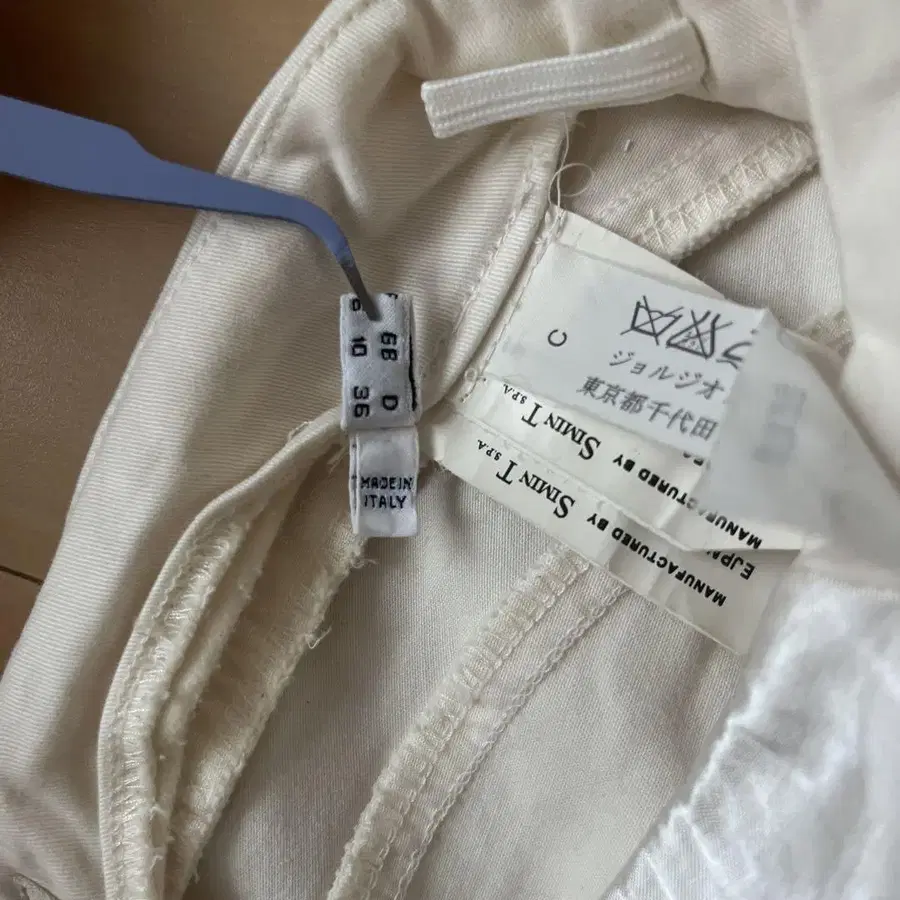 GB
10
D
36
MADE IN
ITALY
C
ジョルジオ
東京都千代田
MANUFACTURED BY SIMINT S.P.A.
MANUFACTURED BY SIMINT S.P.A.